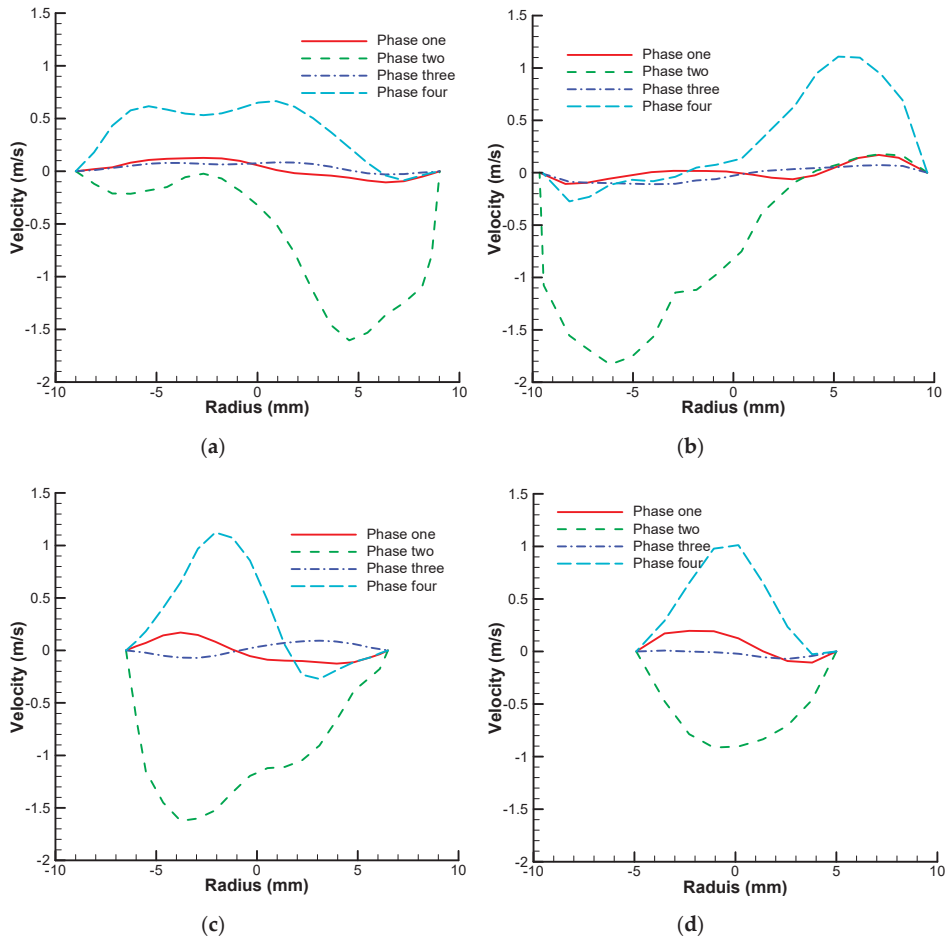 1.5
1
0.5
0
-0.5
-1
-1.5
-2
Velocity (m/s)
Phase one
Phase two
Phase three
Phase four
-10
-5
0
5
10
Radius (mm)
(a)
1.5
1
0.5
0
-0.5
-1
-1.5
-2
Velocity (m/s)
Phase one
Phase two
Phase three
Phase four
-10
-5
0
5
10
Radius (mm)
(b)
1.5
1
0.5
0
-0.5
-1
-1.5
-2
Velocity (m/s)
Phase one
Phase two
Phase three
Phase four
-10
-5
0
5
10
Radius (mm)
(c)
1.5
1
0.5
0
-0.5
-1
-1.5
-2
Velocity (m/s)
Phase one
Phase two
Phase three
Phase four
-10
-5
0
5
10
Raduis (mm)
(d)